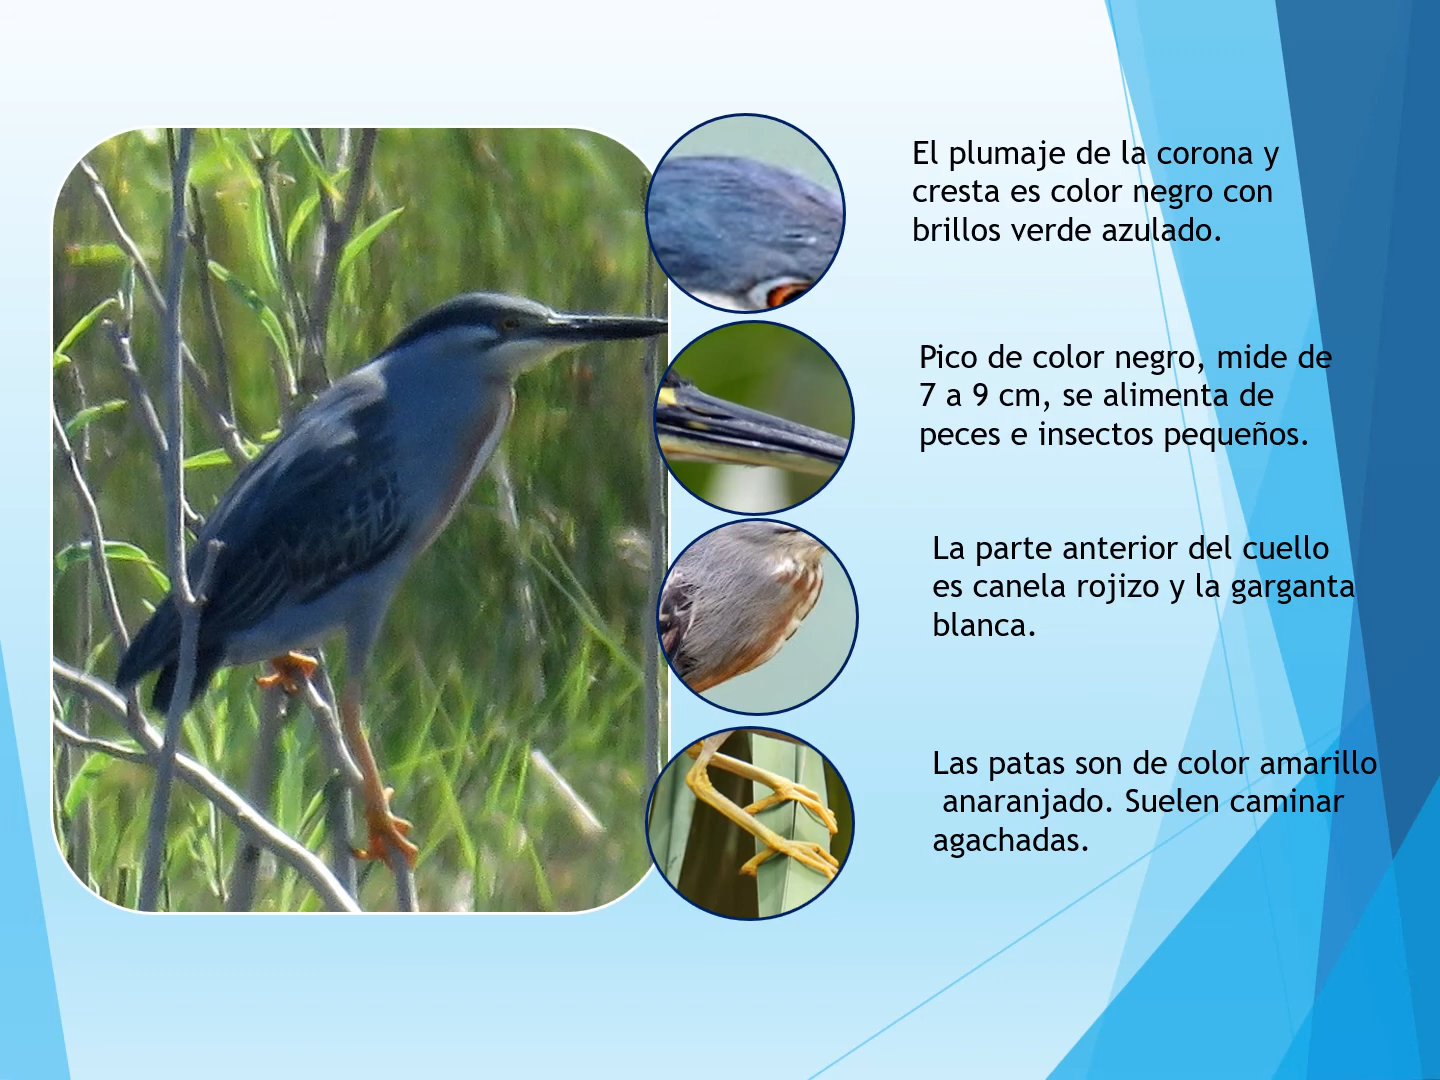 El plumaje de la corona y
cresta es color negro con
brillos verde azulado.
Pico de color negro, mide de
7 a 9 cm, se alimenta de
peces e insectos pequeños.
La parte anterior del cuello
es canela rojizo y la garganta
blanca.
Las patas son de color amarillo
anaranjado. Suelen caminar
agachadas.